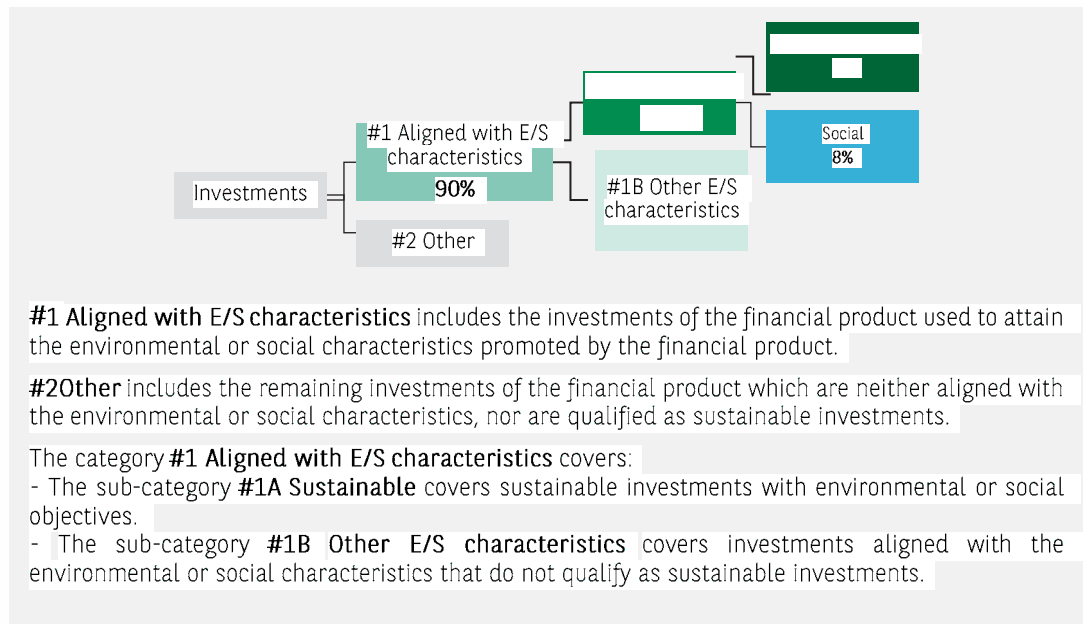 Investments
#1 Aligned with E/S
characteristics
90%
#2 Other
#1B Other E/S
characteristics
Social
8%
#1 Aligned with E/S characteristics includes the investments of the financial product used to attain
the environmental or social characteristics promoted by the financial product.
#2Other includes the remaining investments of the financial product which are neither aligned with
the environmental or social characteristics, nor are qualified as sustainable investments.
The category #1 Aligned with E/S characteristics covers:
- The sub-category #1A Sustainable covers sustainable investments with environmental or social
objectives.
- The sub-category #1B Other E/S characteristics covers investments aligned with the
environmental or social characteristics that do not qualify as sustainable investments.